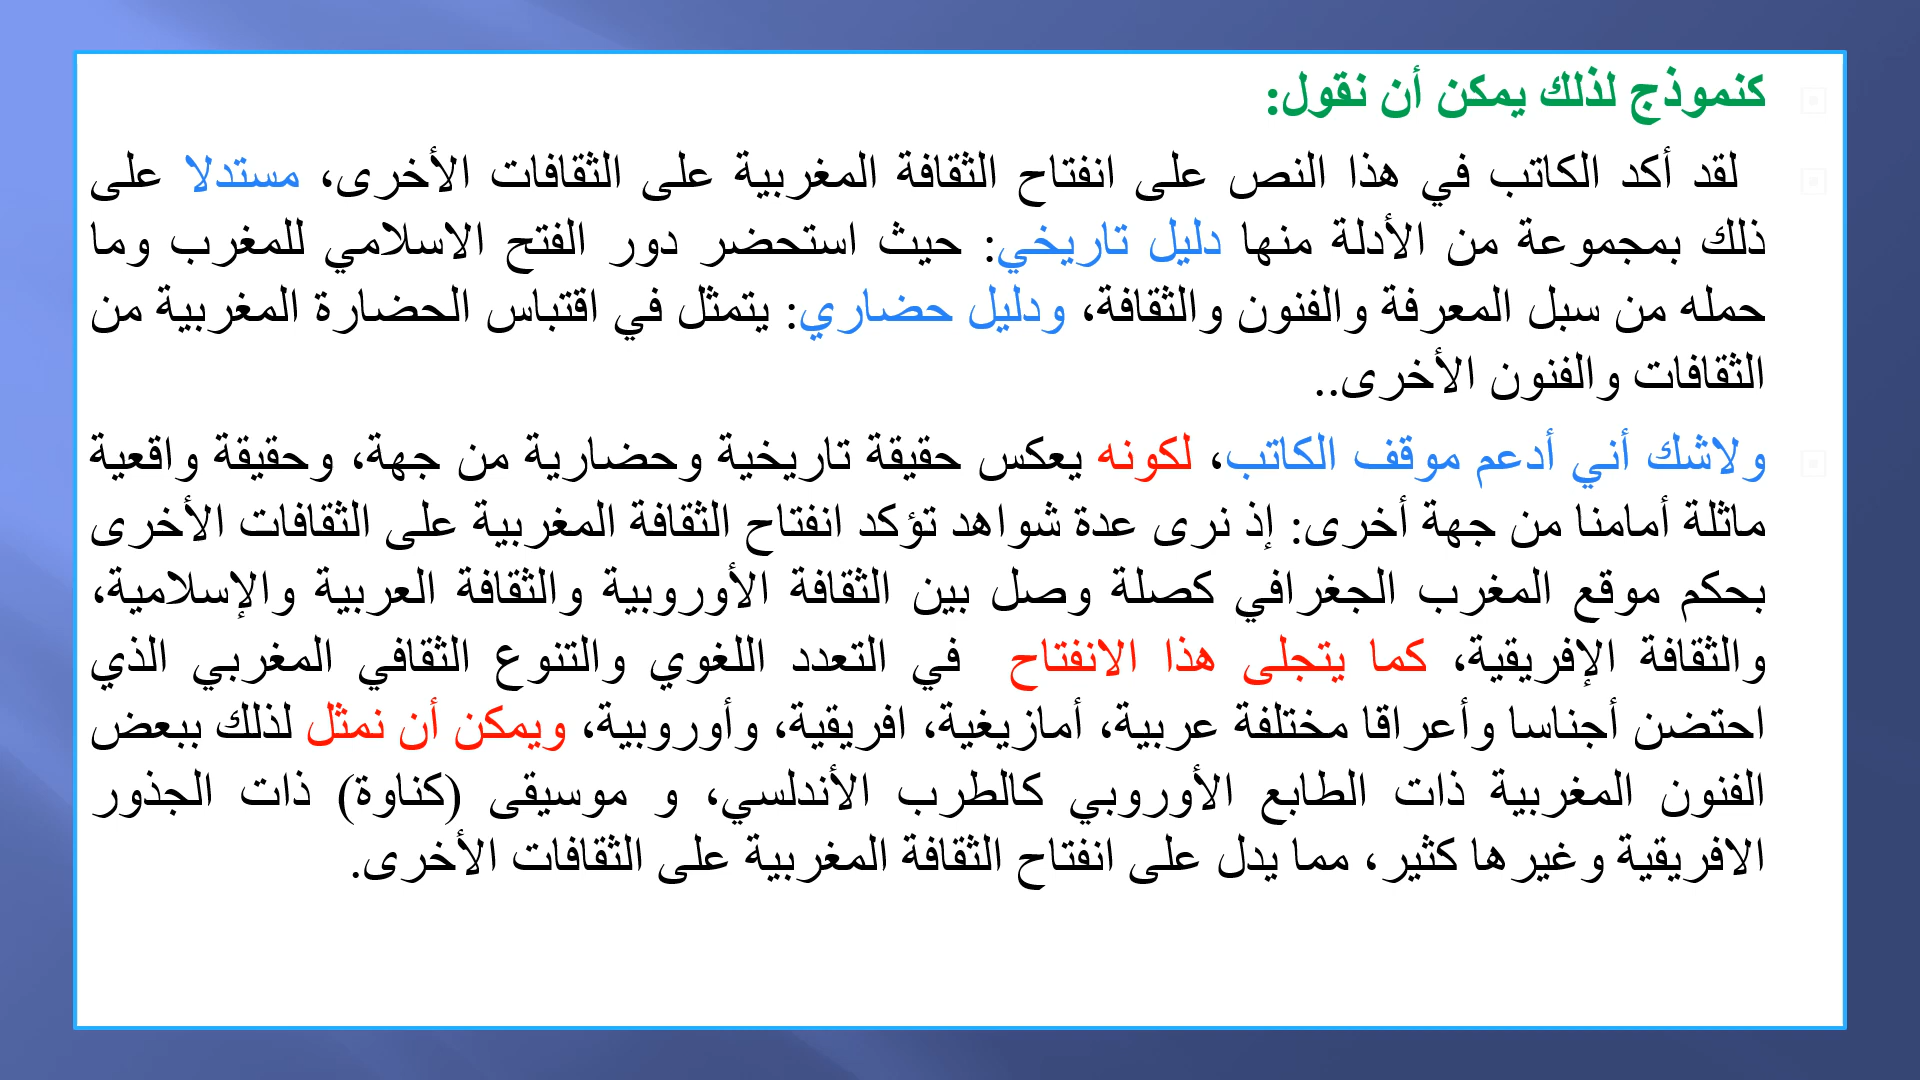 كنموذج لذلك يمكن أن نقول:
لقد أكد الكاتب في هذا النص على انفتاح الثقافة المغربية على الثقافات الأخرى، مستدلا على
ذلك بمجموعة من الأدلة منها دليل تاريخي: حيث استحضر دور الفتح الاسلامي للمغرب وما
حمله من سبل المعرفة والفنون والثقافة، ودليل حضاري: يتمثل في اقتباس الحضارة المغربية من
الثقافات والفنون الأخرى..
ولاشك أني أدعم موقف الكاتب، لكونه يعكس حقيقة تاريخية وحضارية من جهة، وحقيقة واقعية
ماثلة أمامنا من جهة أخرى: إذ نرى عدة شواهد تؤكد انفتاح الثقافة المغربية على الثقافات الأخرى
بحكم موقع المغرب الجغرافي كصلة وصل بين الثقافة الأوروبية والثقافة العربية والإسلامية،
والثقافة الإفريقية، كما يتجلى هذا الانفتاح في التعدد اللغوي والتنوع الثقافي المغربي الذي
احتضن أجناسا وأعراقا مختلفة عربية، أمازيغية، افريقية، وأوروبية، ويمكن أن نمثل لذلك ببعض
الفنون المغربية ذات الطابع الأوروبي كالطرب الأندلسي، و موسيقى (كناوة) ذات الجذور
الافريقية وغيرها كثير، مما يدل على انفتاح الثقافة المغربية على الثقافات الأخرى.